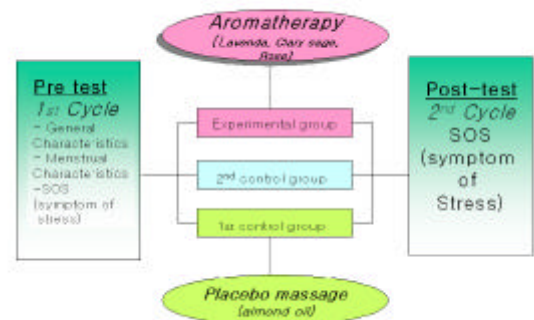 Aromatherapy
(Lavenda, Clary sage,
Rose)
Pre test
1st Cycle
- General
Characteristics
- Menstrual
Characteristics
-SOS
(symptom of
stress)
Experimental group
2nd control group
1st control group
Post-test
2nd Cycle
SOS
(symptom
of
Stress)
Placebo massage
(almond oil)